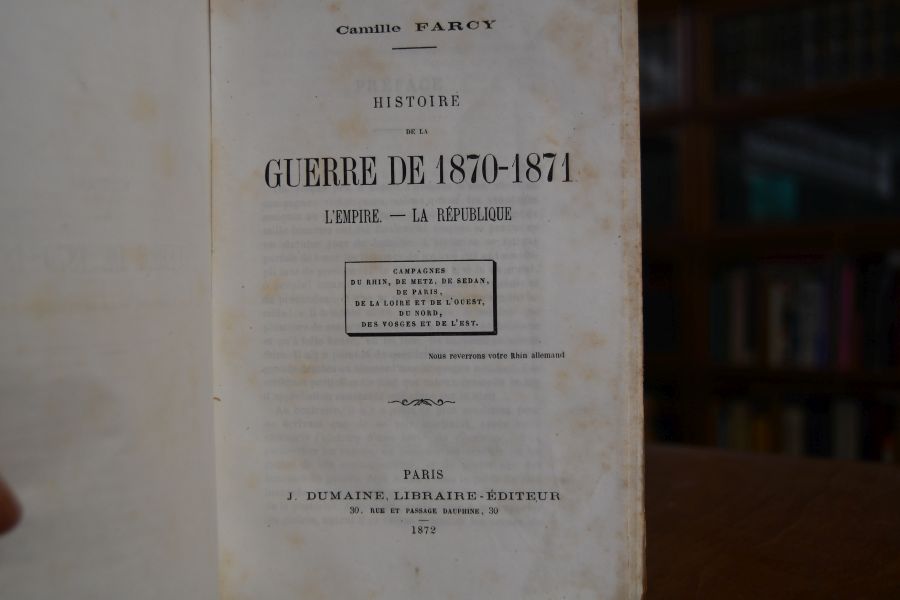 Camille FARCY
HISTOIRE
DE LA
GUERRE DE 1870-1871
L'EMPIRE. — LA RÉPUBLIQUE
CAMPAGNES
DU RHIN, DE METZ, DE SEDAN,
DE PARIS,
DE LA LOIRE ET DE L'OUEST,
DU NORD,
DES VOSGES ET DE L'EST.
Nous reverrons votre Rhin allemand
PARIS
J. DUMAINE, LIBRAIRE-ÉDITEUR
30, RUE ET PASSAGE DAUPHINE, 30
1872